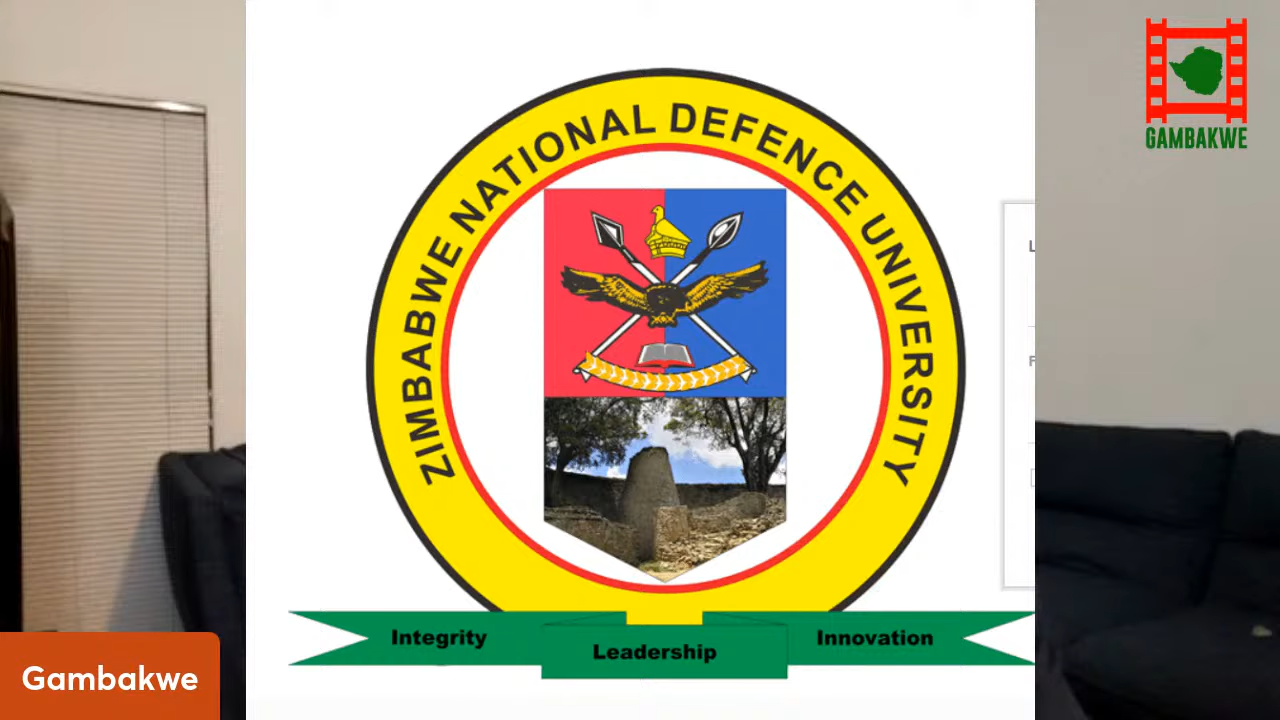 GAMBAKWE
ZIMBABWE NATIONAL DEFENCE UNIVERSITY
Integrity
Leadership
Innovation
Gambakwe